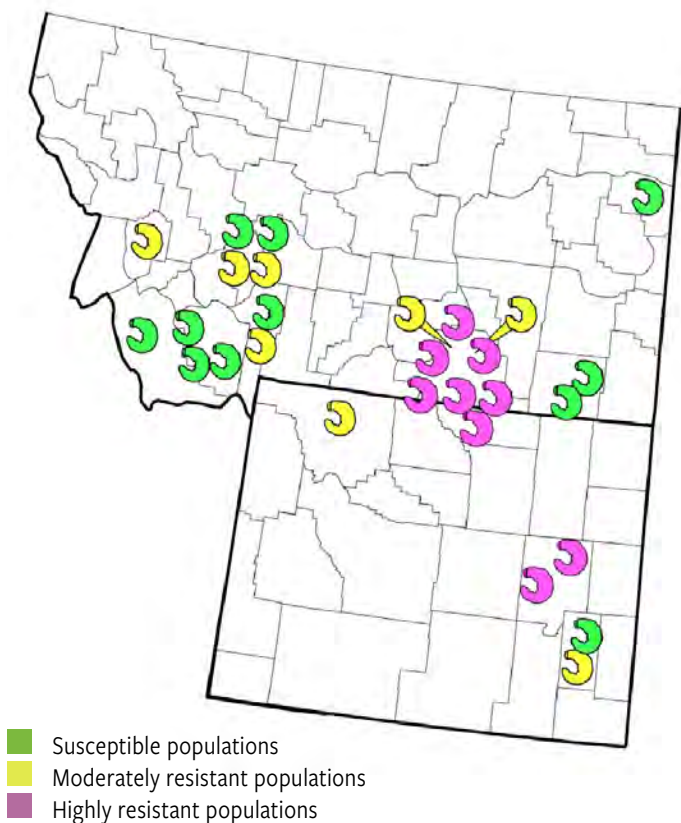 Susceptible populations
Moderately resistant populations
Highly resistant populations